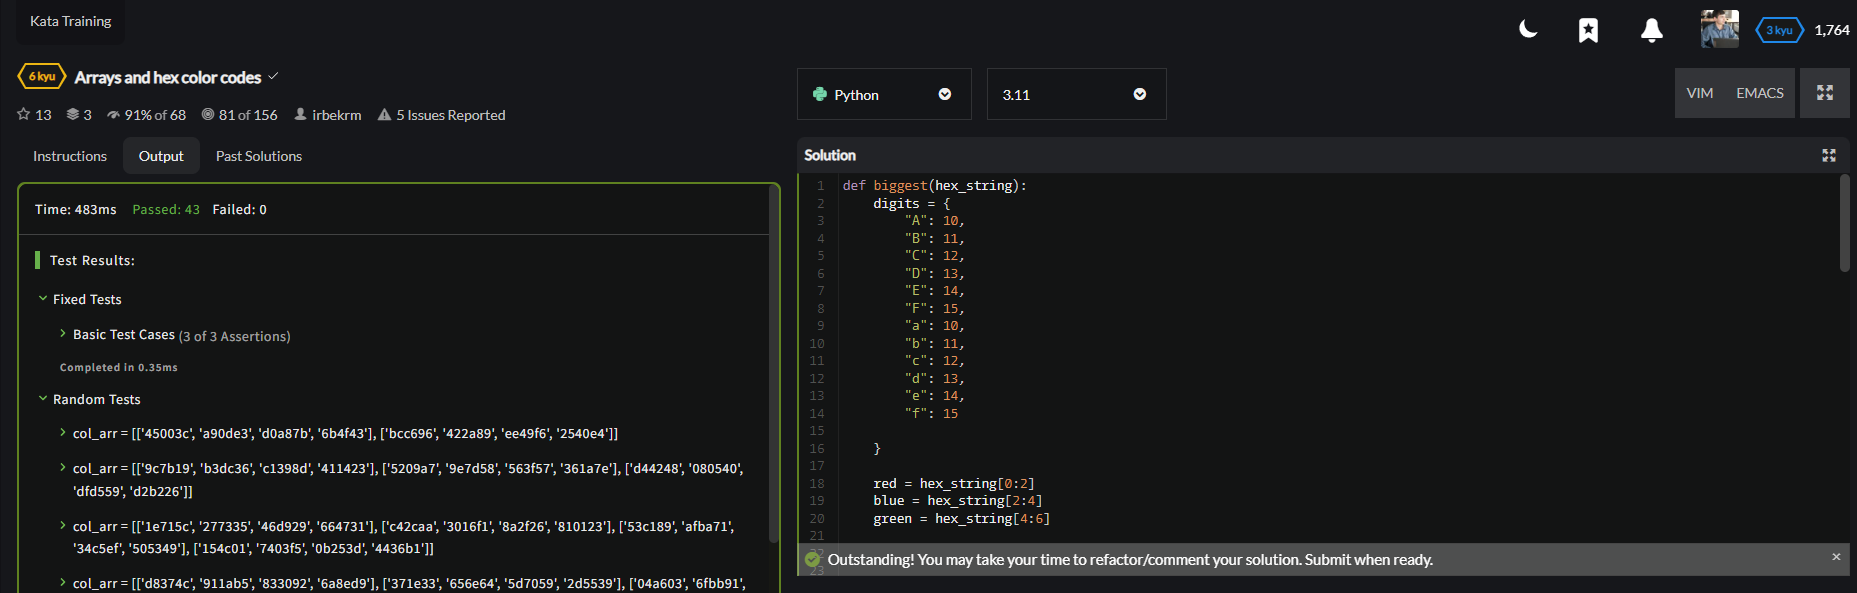 Kata Training
3 kyu 1,764
6 kyu Arrays and hex color codes
13 3 91% of 68 81 of 156 irbekrm 5 Issues Reported
Python 3.11 VIM EMACS
Instructions Output Past Solutions
Time: 483ms Passed: 43 Failed: 0
Test Results:
Fixed Tests
Basic Test Cases (3 of 3 Assertions)
Completed in 0.35ms
Random Tests
col_arr = [['45003c', 'a90de3', 'd0a87b', '6b4f43'], ['bcc696', '422a89', 'ee49f6', '2540e4']]
col_arr = [['9c7b19', 'b3dc36', 'c1398d', '411423'], ['5209a7', '9e7d58', '563f57', '361a7e'], ['d44248', '080540',
'dfd559', 'd2b226']]
col_arr = [['1e715c', '277335', '46d929', '664731'], ['c42caa', '3016f1', '8a2f26', '810123'], ['53c189', 'afba71',
'34c5ef', '505349'], ['154c01', '7403f5', '0b253d', '4436b1']]
col_arr = [['d8374c', '911ab5', '833092', '6a8ed9'], ['371e33', '656e64', '5d7059', '2d5539'], ['04a603', '6fbb91',
Solution
1 def biggest(hex_string):
2 digits = {
3 "A": 10,
4 "B": 11,
5 "C": 12,
6 "D": 13,
7 "E": 14,
8 "F": 15,
9 "a": 10,
10 "b": 11,
11 "c": 12,
12 "d": 13,
13 "e": 14,
14 "f": 15
15
16 }
17
18 red = hex_string[0:2]
19 blue = hex_string[2:4]
20 green = hex_string[4:6]
21
22
Outstanding! You may take your time to refactor/comment your solution. Submit when ready.
23